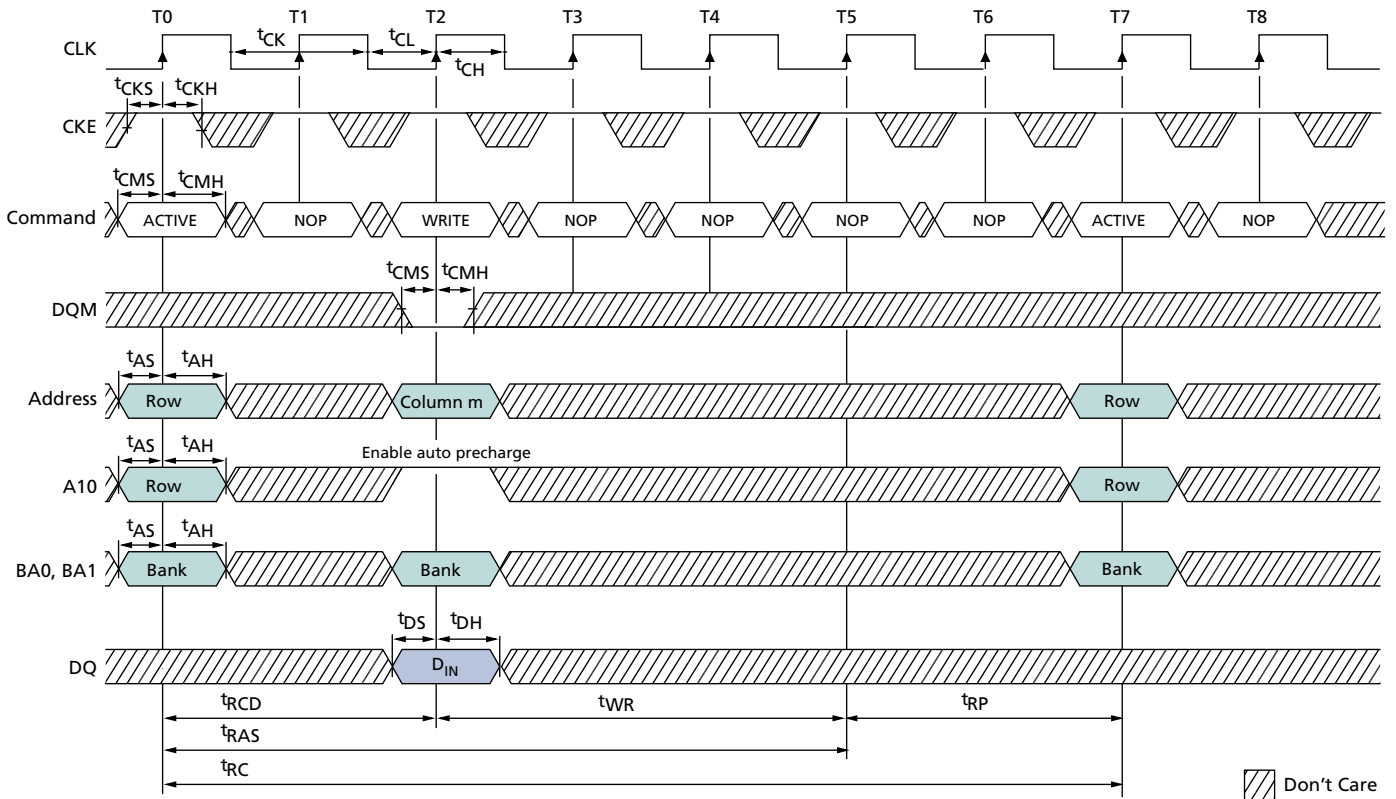 T0 T1 T2 T3 T4 T5 T6 T7 T8
CLK
tCK tCL
tCH
tCKS tCKH
CKE
tCMS tCMH
Command ACTIVE NOP WRITE NOP NOP NOP NOP ACTIVE NOP
tCMS tCMH
DQM
tAS tAH
Address Row Column m Row
tAS tAH Enable auto precharge
A10 Row Row
tAS tAH
BA0, BA1 Bank Bank Bank
tDS tDH
DQ DIN
tRCD tWR tRP
tRAS
tRC
Don't Care